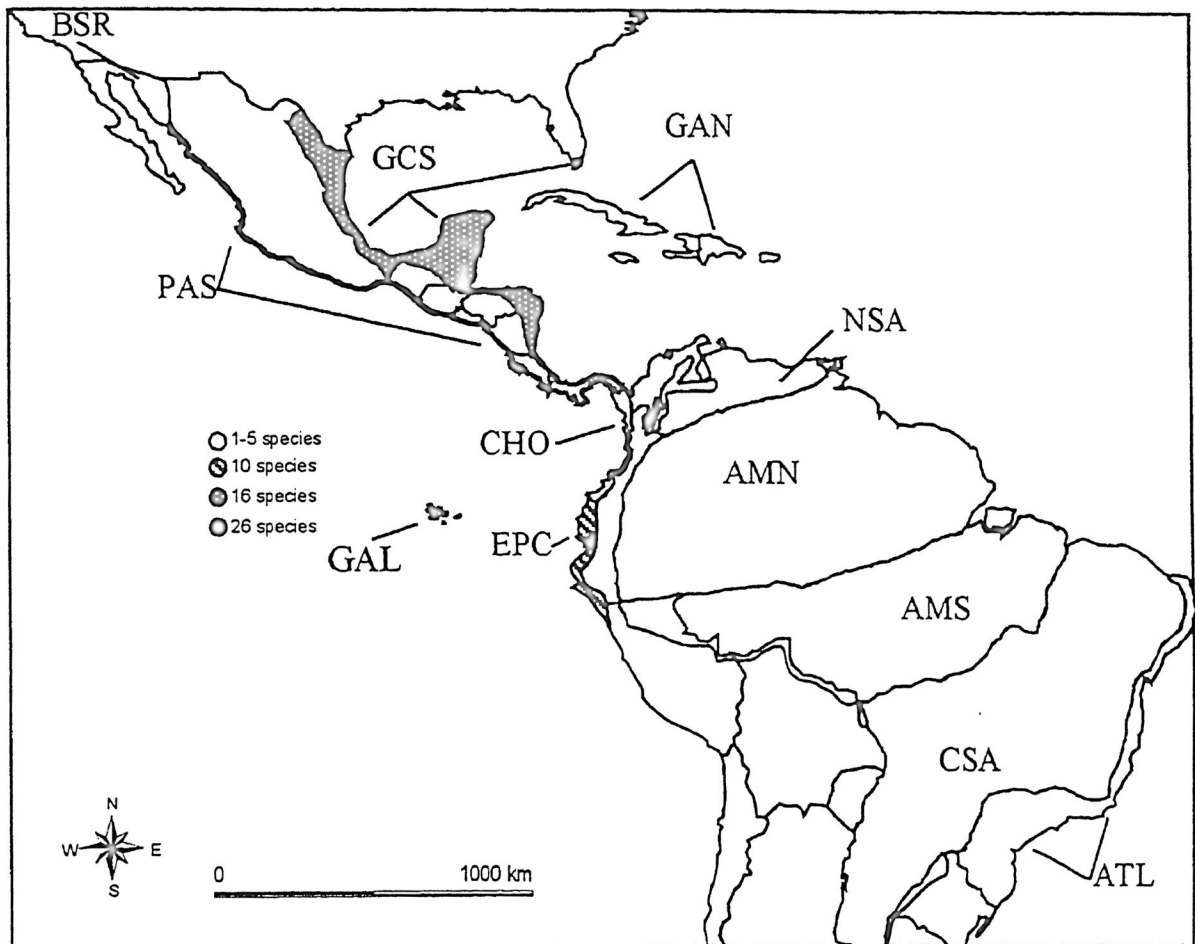 BSR
GAN
GCS
PAS
NSA
CHO
1-5 species
10 species
16 species
26 species
AMN
GAL
EPC
AMS
CSA
N
W E
S
0 1000 km
ATL